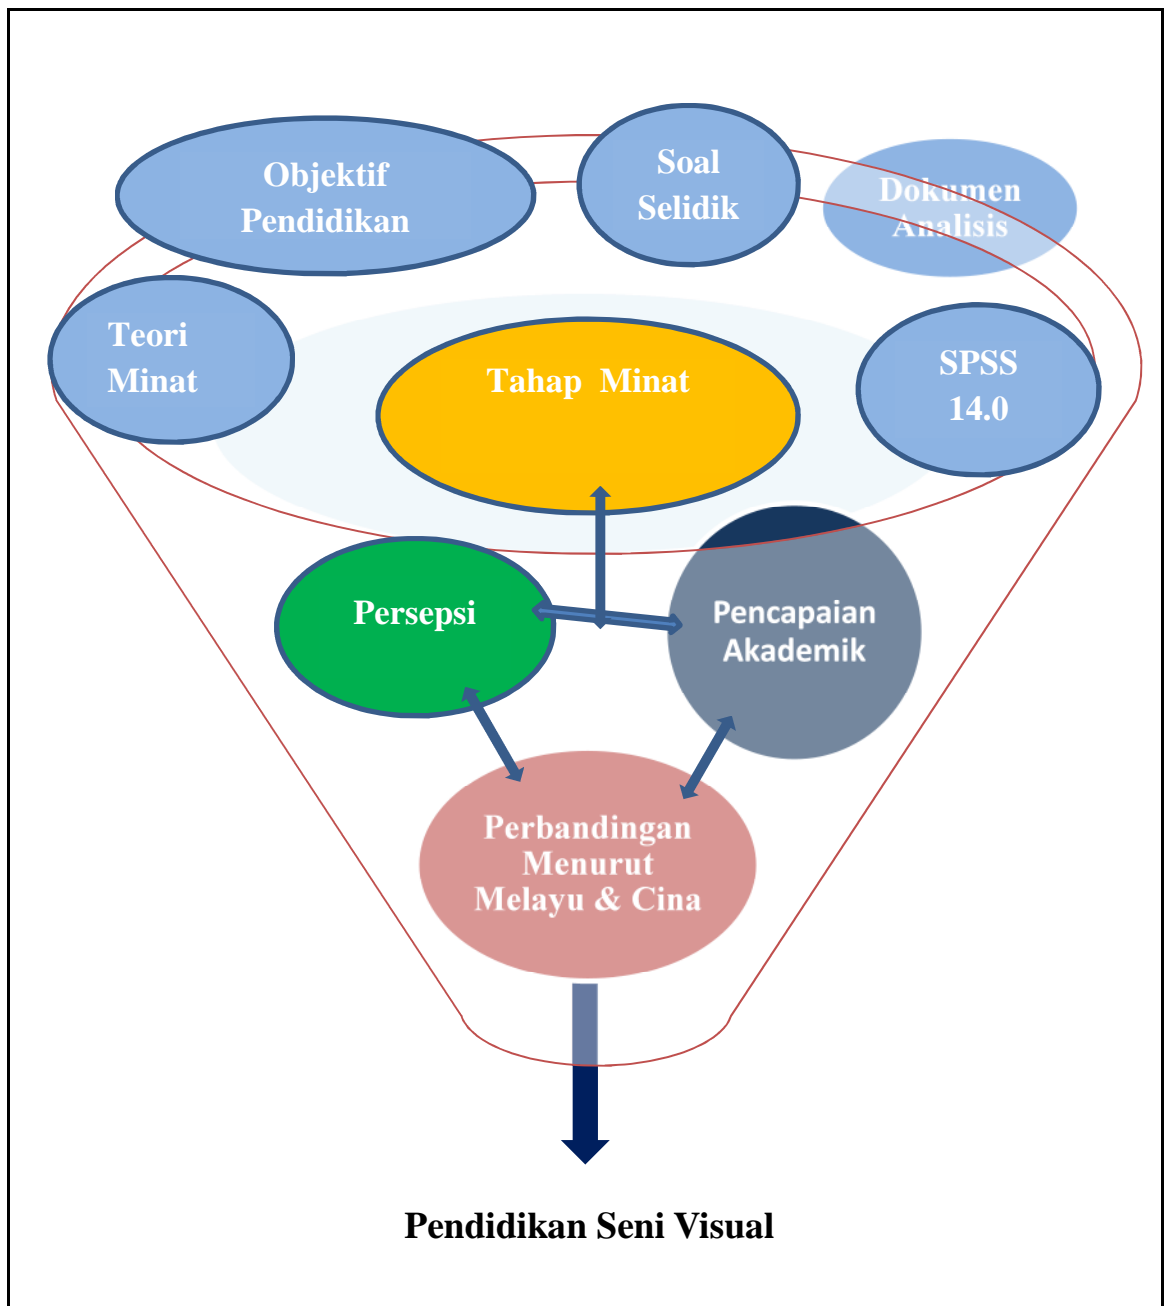 Objektif
Pendidikan
Soal
Selidik
Dokumen
Analisis
Teori
Minat
Tahap  Minat
SPSS
14.0
Persepsi
Pencapaian
Akademik
Perbandingan
Menurut
Melayu & Cina
Pendidikan Seni Visual